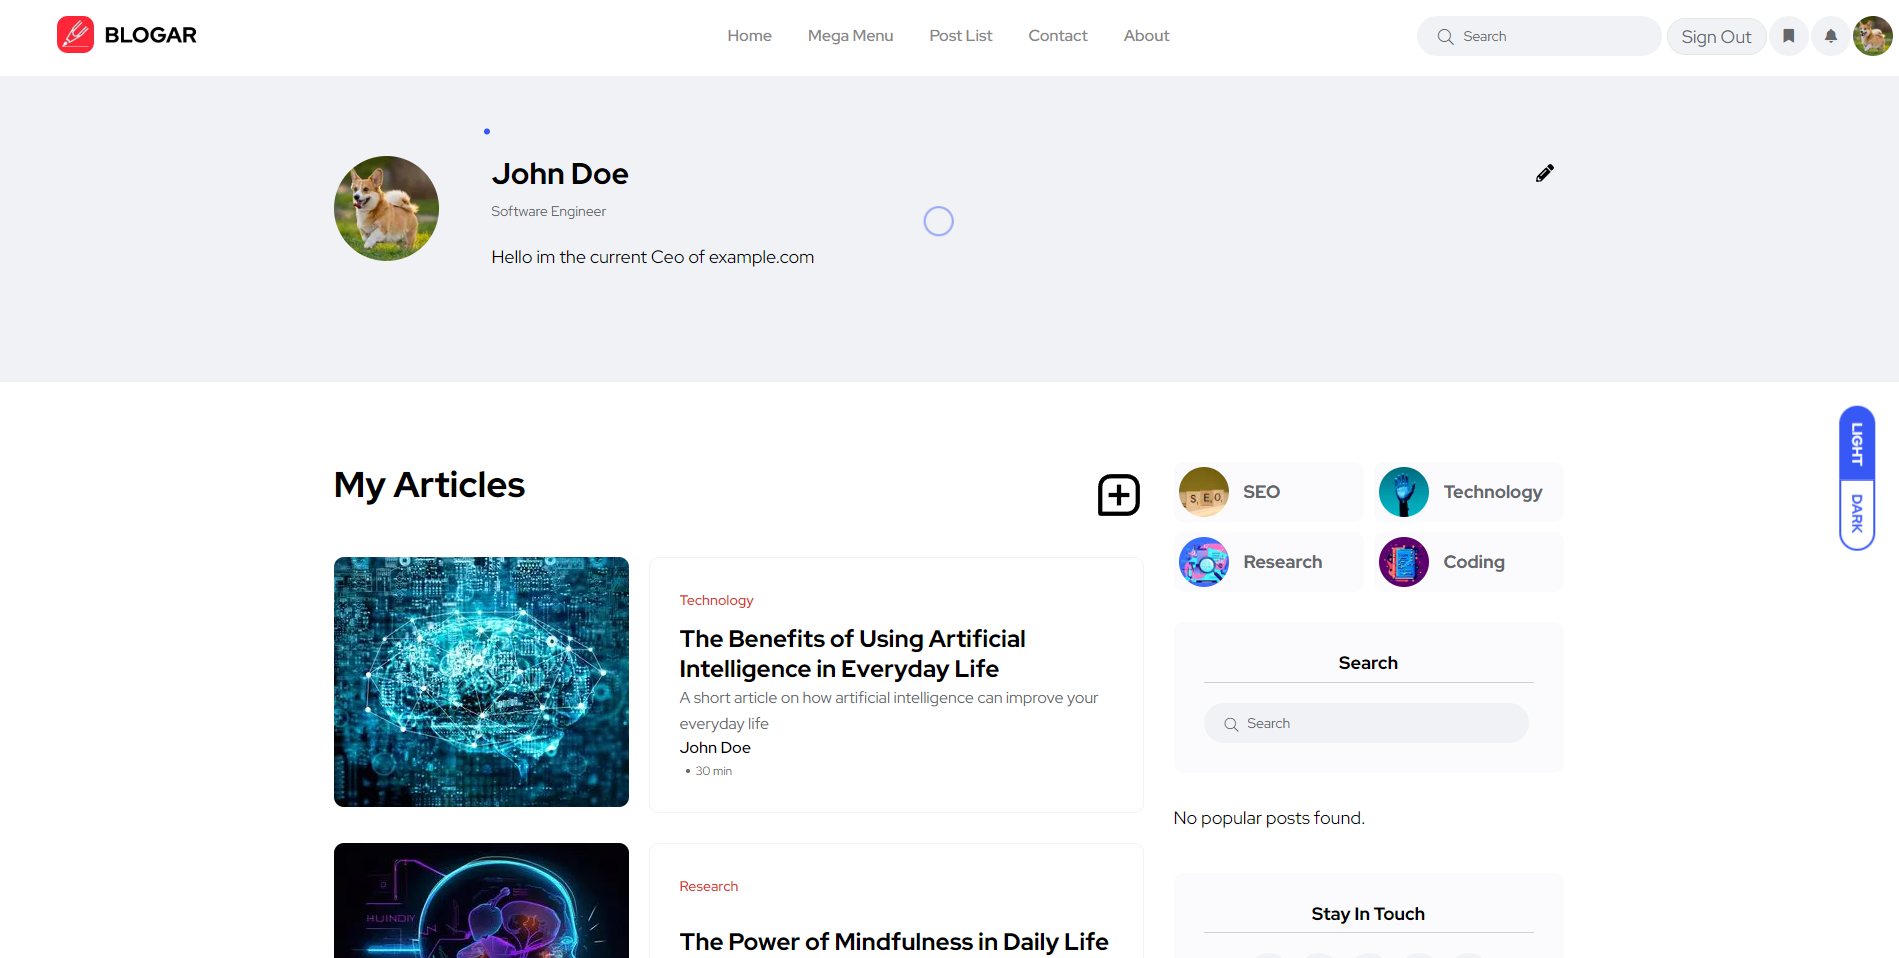 BLOGAR
Home
Mega Menu
Post List
Contact
About
Search
Sign Out
John Doe
Software Engineer
Hello im the current Ceo of example.com
LIGHT
DARK
My Articles
SEO
Technology
Research
Coding
Technology
The Benefits of Using Artificial
Intelligence in Everyday Life
A short article on how artificial intelligence can improve your
everyday life
John Doe
• 30 min
Search
Search
No popular posts found.
HUINDIY
Research
The Power of Mindfulness in Daily Life
Stay In Touch